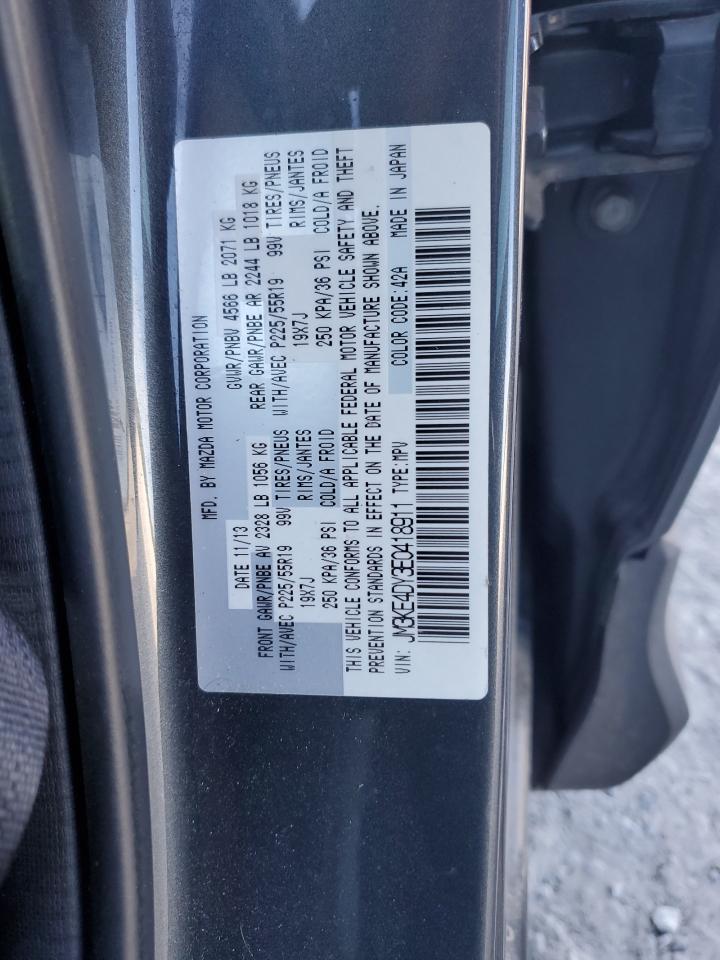 MFD. BY MAZDA MOTOR CORPORATION
DATE 11/13
GVWR/PNBV 4566 LB 2071 KG
FRONT GAWR/PNBE AV 2328 LB 1056 KG
REAR GAWR/PNBE AR 2244 LB 1018 KG
WITH/AVEC P225/55R19 99V TIRES/PNEUS
WITH/AVEC P225/55R19 99V TIRES/PNEUS
19X7J RIMS/JANTES
19X7J RIMS/JANTES
250 KPA/36 PSI COLD/A FROID
250 KPA/36 PSI COLD/A FROID
THIS VEHICLE CONFORMS TO ALL APPLICABLE FEDERAL MOTOR VEHICLE SAFETY AND THEFT
PREVENTION STANDARDS IN EFFECT ON THE DATE OF MANUFACTURE SHOWN ABOVE.
VIN: JM3KE4DY3E0418911 TYPE:MPV COLOR CODE:42A MADE IN JAPAN